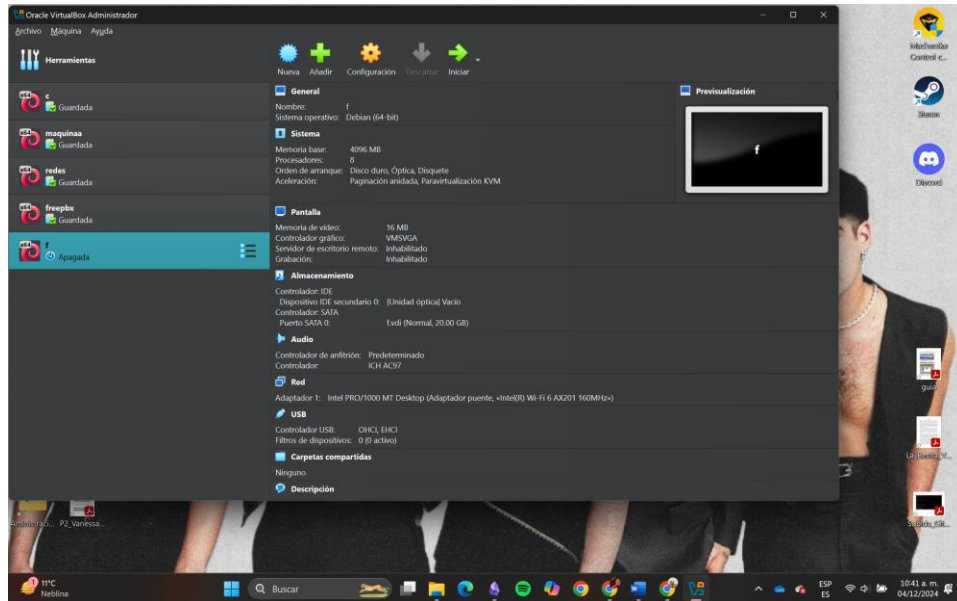 Oracle VirtualBox Administrador
Archivo Máquina Ayuda
Herramientas
Nueva Añadir Configuración Descartar Iniciar
c
Guardada
maquinaa
Guardada
redes
Guardada
freepbx
Guardada
f
Apagada
General
Nombre: f
Sistema operativo: Debian (64-bit)
Sistema
Memoria base: 4096 MB
Procesadores: 8
Orden de arranque: Disco duro, Óptica, Disquete
Aceleración: Paginación anidada, Paravirtualización KVM
Previsualización
f
Pantalla
Memoria de vídeo: 16 MB
Controlador gráfico: VMSVGA
Servidor de escritorio remoto: Inhabilitado
Grabación: Inhabilitado
Almacenamiento
Controlador: IDE
Dispositivo IDE secundario 0: [Unidad óptica] Vacío
Controlador: SATA
Puerto SATA 0: f.vdi (Normal, 20.00 GB)
Audio
Controlador de anfitrión: Predeterminado
Controlador: ICH AC97
Red
Adaptador 1: Intel PRO/1000 MT Desktop (Adaptador puente, «Intel(R) Wi-Fi 6 AX201 160MHz»)
USB
Controlador USB: OHCI, EHCI
Filtros de dispositivos: 0 (0 activo)
Carpetas compartidas
Ninguno
Descripción
Control c...
Steam
Discord
guia
P2_Vanessa...
11°C
Neblina
Buscar
ESP
ES
10:41 a. m.
04/12/2024